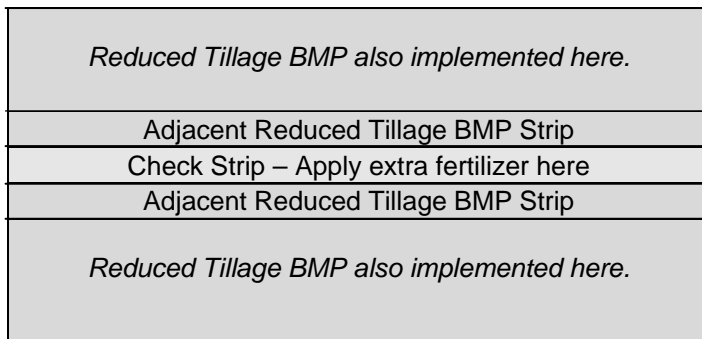 Reduced Tillage BMP also implemented here.
Adjacent Reduced Tillage BMP Strip
Check Strip – Apply extra fertilizer here
Adjacent Reduced Tillage BMP Strip
Reduced Tillage BMP also implemented here.